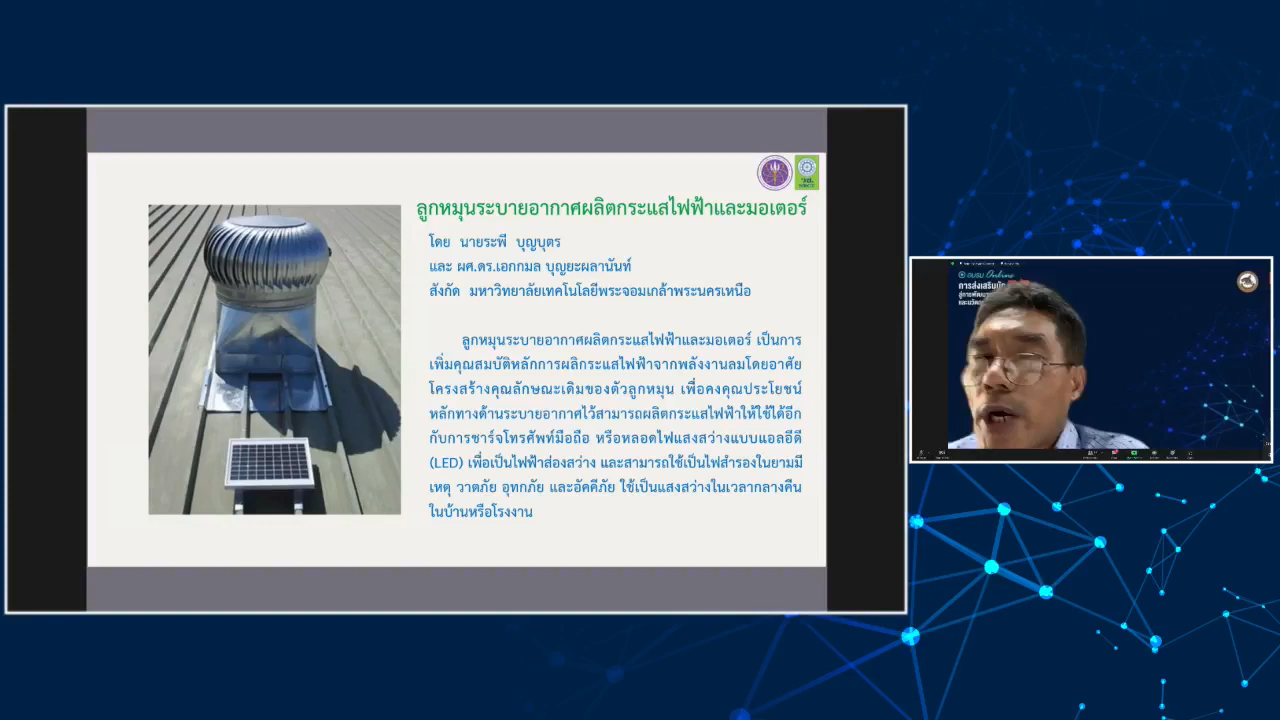 ลูกหมุนระบายอากาศผลิตกระแสไฟฟ้าและมอเตอร์
โดย นายระพี บุญบุตร
และ ผศ.ดร.เอกกมล บุญยะผลานันท์
สังกัด มหาวิทยาลัยเทคโนโลยีพระจอมเกล้าพระนครเหนือ
ลูกหมุนระบายอากาศผลิตกระแสไฟฟ้าและมอเตอร์ เป็นการ
เพิ่มคุณสมบัติหลักการผลิกระแสไฟฟ้าจากพลังงานลมโดยอาศัย
โครงสร้างคุณลักษณะเดิมของตัวลูกหมุน เพื่อคงคุณประโยชน์
หลักทางด้านระบายอากาศไว้สามารถผลิตกระแสไฟฟ้าให้ใช้ได้อีก
กับการชาร์จโทรศัพท์มือถือ หรือหลอดไฟแสงสว่างแบบแอลอีดี
(LED) เพื่อเป็นไฟฟ้าส่องสว่าง และสามารถใช้เป็นไฟสำรองในยามมี
เหตุ วาตภัย อุทกภัย และอัคคีภัย ใช้เป็นแสงสว่างในเวลากลางคืน
ในบ้านหรือโรงงาน
อบรม Online
การส่งเสริม